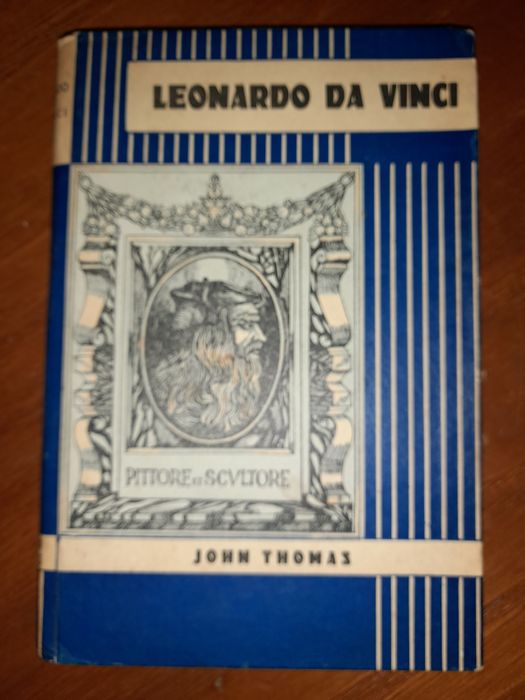 LEONARDO DA VINCI
PITTORE ET SCVLTORE
JOHN THOMAS